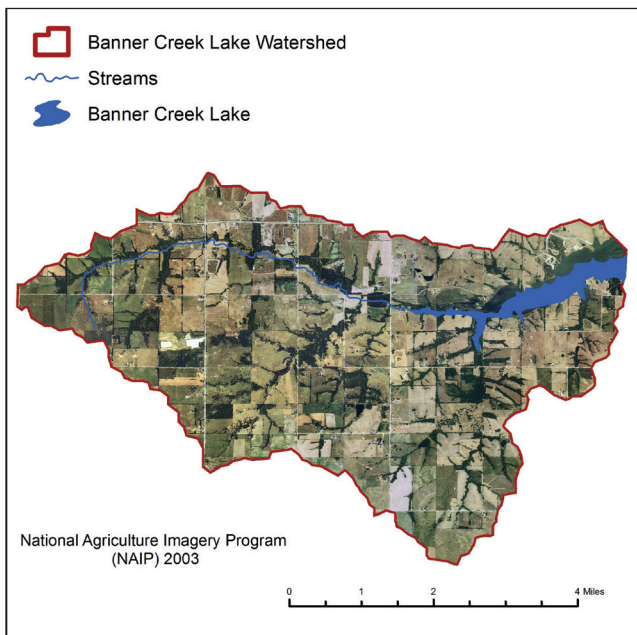 Banner Creek Lake Watershed
Streams
Banner Creek Lake
National Agriculture Imagery Program
(NAIP) 2003
0 1 2 4 Miles